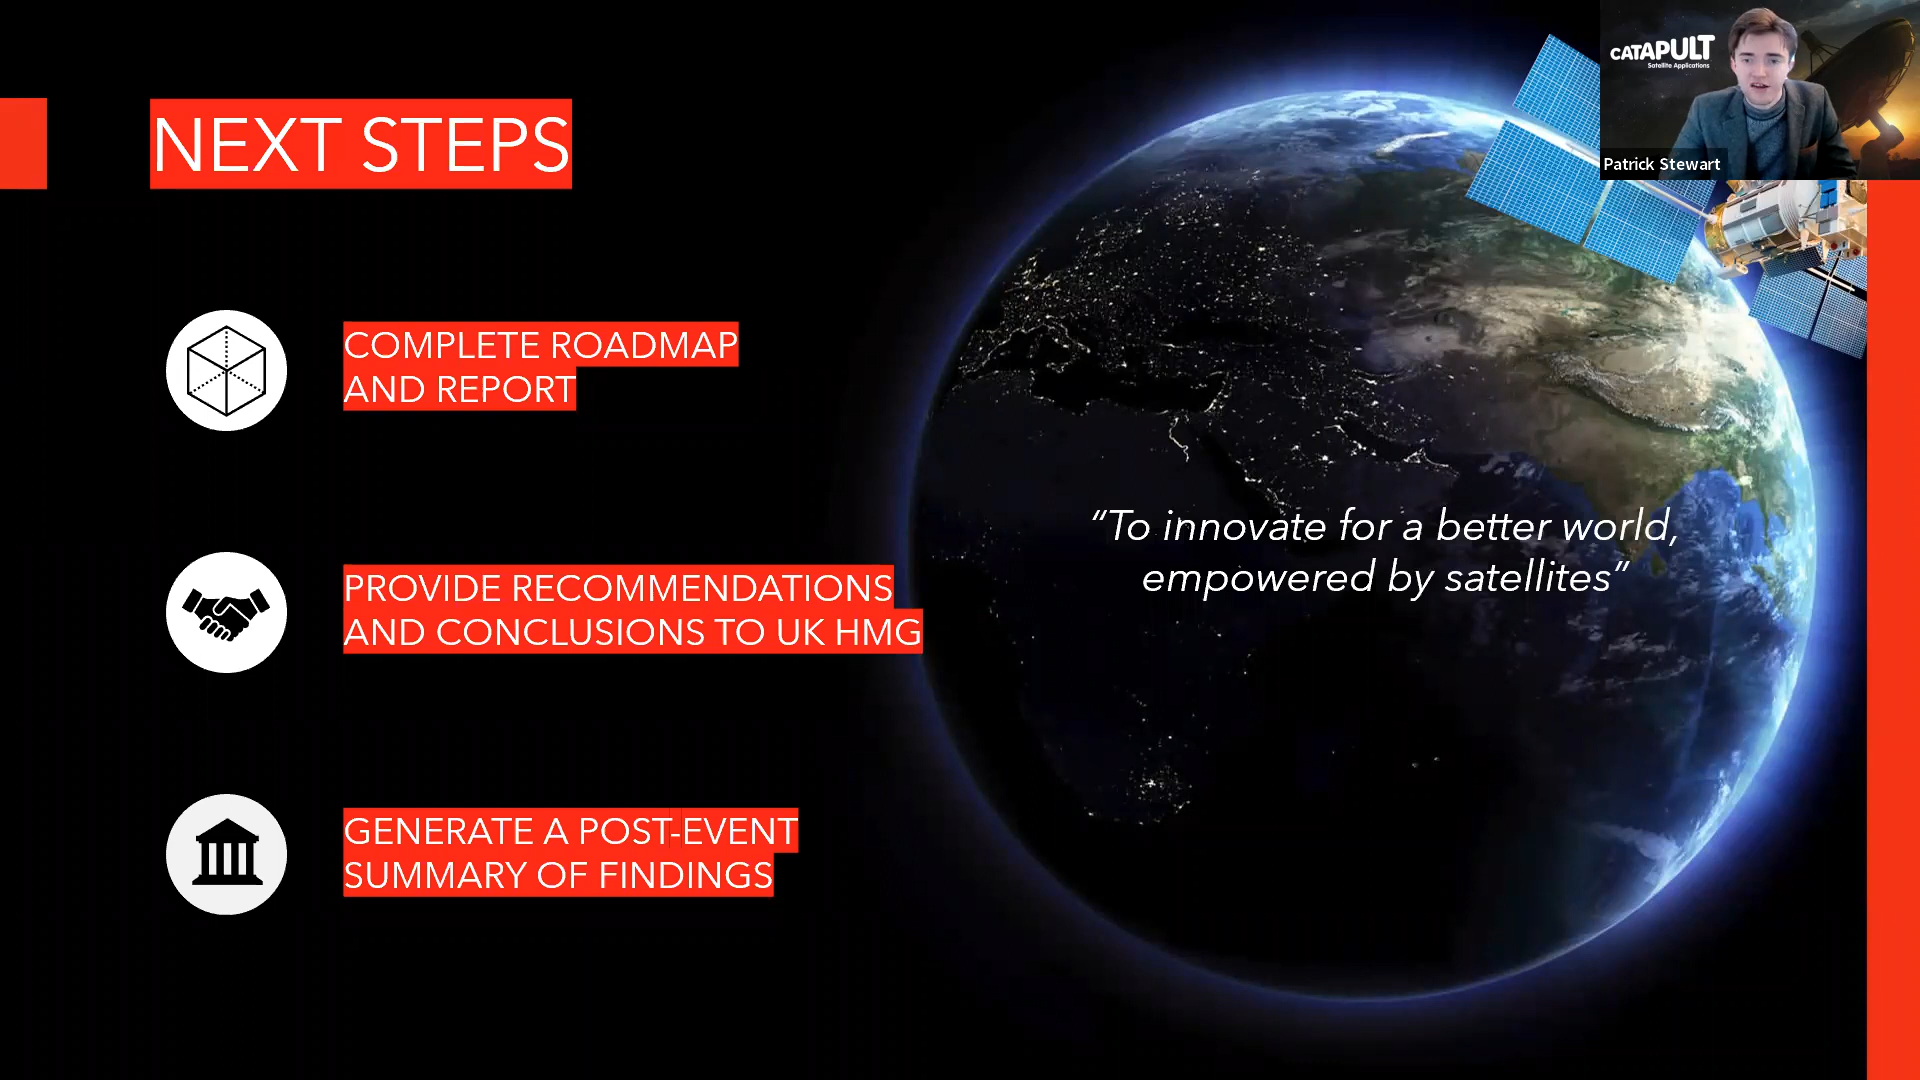 CATAPULT
Satellite Applications
Patrick Stewart
NEXT STEPS
COMPLETE ROADMAP
AND REPORT
PROVIDE RECOMMENDATIONS
AND CONCLUSIONS TO UK HMG
GENERATE A POST-EVENT
SUMMARY OF FINDINGS
“To innovate for a better world,
empowered by satellites”